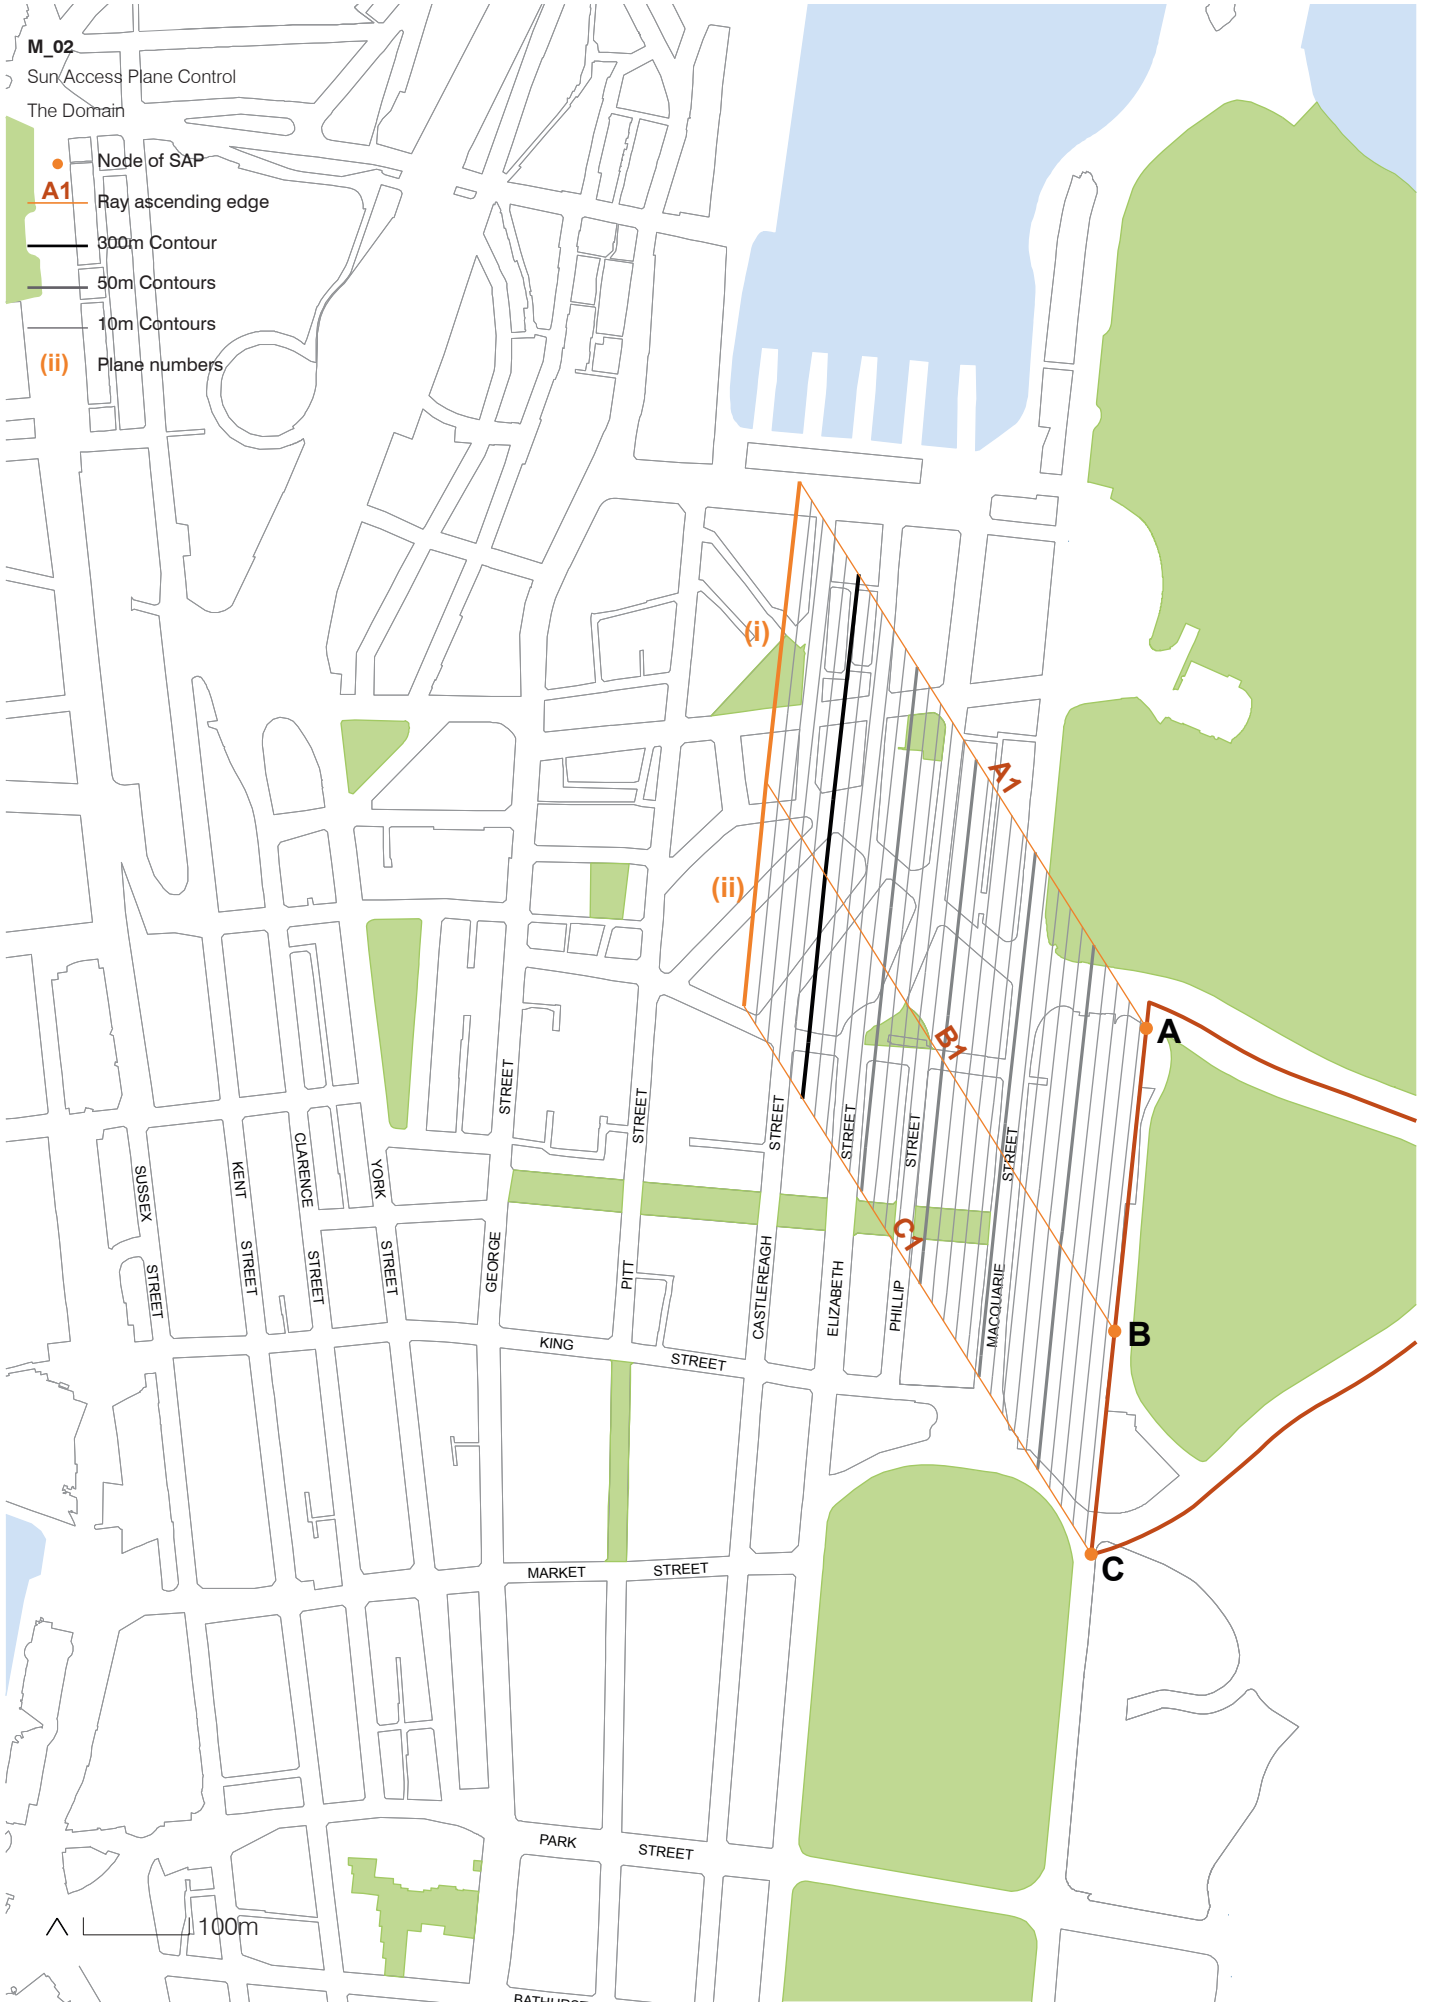 M_02
Sun Access Plane Control
The Domain
Node of SAP
A1
Ray ascending edge
300m Contour
50m Contours
10m Contours
(ii)
Plane numbers
(i)
A1
(ii)
A
B1
B
C1
C
STREET
STREET
STREET
STREET
STREET
STREET
SUSSEX
STREET
KENT
STREET
CLARENCE
STREET
YORK
STREET
GEORGE
PITT
CASTLEREAGH
ELIZABETH
PHILLIP
MACQUARIE
KING
STREET
MARKET
STREET
PARK
STREET
100m